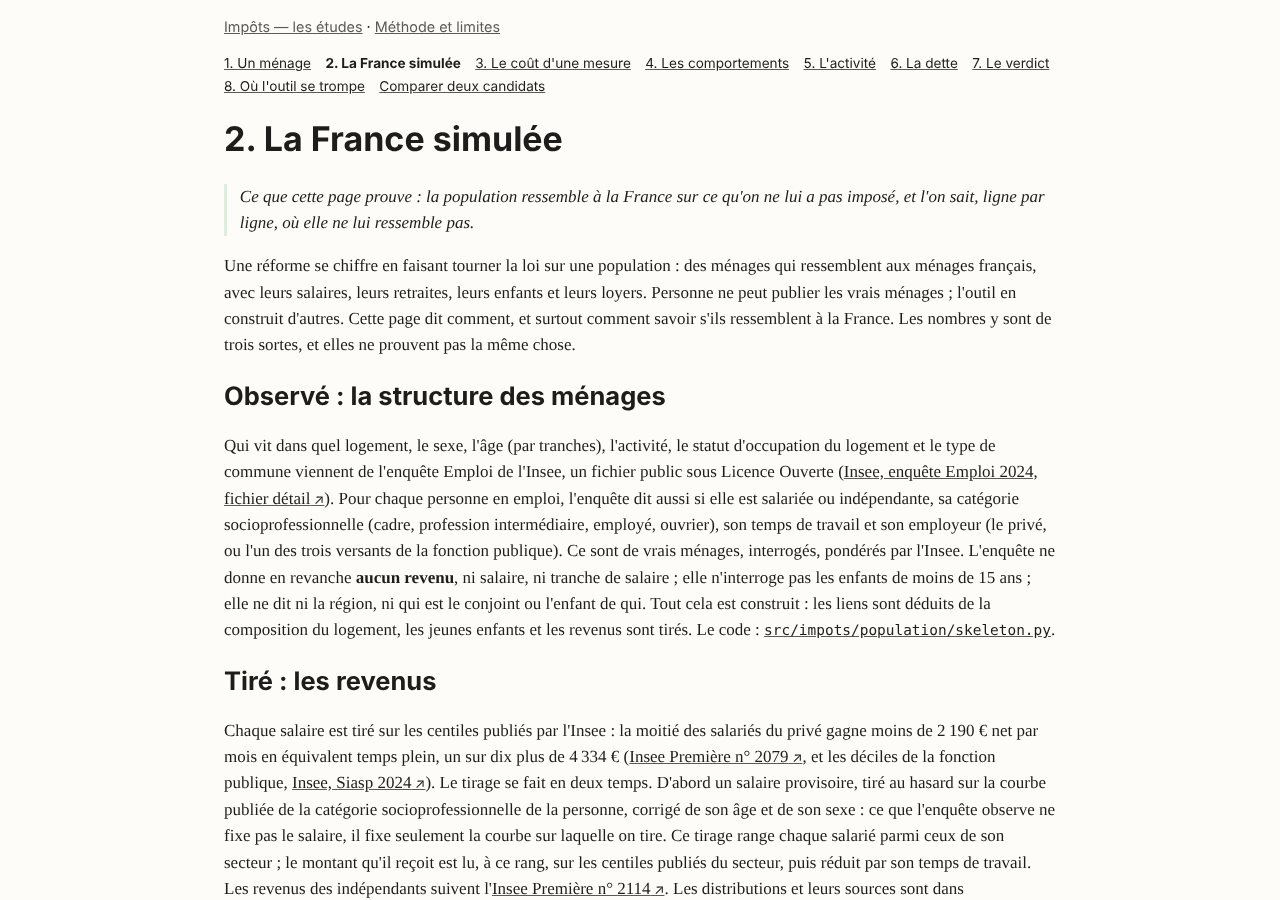 Impôts — les études · Méthode et limites
1. Un ménage 2. La France simulée 3. Le coût d'une mesure 4. Les comportements 5. L'activité 6. La dette 7. Le verdict
8. Où l'outil se trompe Comparer deux candidats
2. La France simulée
Ce que cette page prouve : la population ressemble à la France sur ce qu'on ne lui a pas imposé, et l'on sait, ligne par
ligne, où elle ne lui ressemble pas.
Une réforme se chiffre en faisant tourner la loi sur une population : des ménages qui ressemblent aux ménages français,
avec leurs salaires, leurs retraites, leurs enfants et leurs loyers. Personne ne peut publier les vrais ménages ; l'outil en
construit d'autres. Cette page dit comment, et surtout comment savoir s'ils ressemblent à la France. Les nombres y sont de
trois sortes, et elles ne prouvent pas la même chose.
Observé : la structure des ménages
Qui vit dans quel logement, le sexe, l'âge (par tranches), l'activité, le statut d'occupation du logement et le type de
commune viennent de l'enquête Emploi de l'Insee, un fichier public sous Licence Ouverte (Insee, enquête Emploi 2024,
fichier détail ↗). Pour chaque personne en emploi, l'enquête dit aussi si elle est salariée ou indépendante, sa catégorie
socioprofessionnelle (cadre, profession intermédiaire, employé, ouvrier), son temps de travail et son employeur (le privé,
ou l'un des trois versants de la fonction publique). Ce sont de vrais ménages, interrogés, pondérés par l'Insee. L'enquête ne
donne en revanche aucun revenu, ni salaire, ni tranche de salaire ; elle n'interroge pas les enfants de moins de 15 ans ;
elle ne dit ni la région, ni qui est le conjoint ou l'enfant de qui. Tout cela est construit : les liens sont déduits de la
composition du logement, les jeunes enfants et les revenus sont tirés. Le code : src/impots/population/skeleton.py.
Tiré : les revenus
Chaque salaire est tiré sur les centiles publiés par l'Insee : la moitié des salariés du privé gagne moins de 2 190 € net par
mois en équivalent temps plein, un sur dix plus de 4 334 € (Insee Première n° 2079 ↗, et les déciles de la fonction
publique, Insee, Siasp 2024 ↗). Le tirage se fait en deux temps. D'abord un salaire provisoire, tiré au hasard sur la courbe
publiée de la catégorie socioprofessionnelle de la personne, corrigé de son âge et de son sexe : ce que l'enquête observe ne
fixe pas le salaire, il fixe seulement la courbe sur laquelle on tire. Ce tirage range chaque salarié parmi ceux de son
secteur ; le montant qu'il reçoit est lu, à ce rang, sur les centiles publiés du secteur, puis réduit par son temps de travail.
Les revenus des indépendants suivent l'Insee Première n° 2114 ↗. Les distributions et leurs sources sont dans